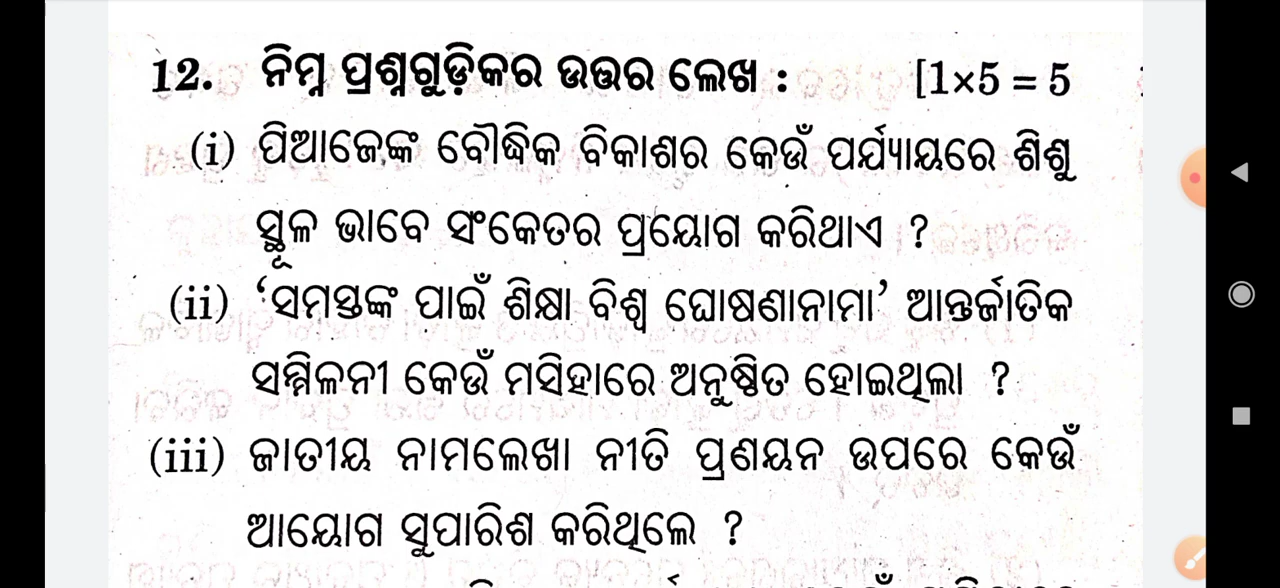 12. ନିମ୍ନ ପ୍ରଶ୍ନଗୁଡ଼ିକର ଉତ୍ତର ଲେଖ : [1×5 = 5
(i) ପିଆଜେଙ୍କ ବୌଦ୍ଧିକ ବିକାଶର କେଉଁ ପର୍ଯ୍ୟାୟରେ ଶିଶୁ
ସ୍ଥୂଳ ଭାବେ ସଂକେତର ପ୍ରୟୋଗ କରିଥାଏ ?
(ii) ‘ସମସ୍ତଙ୍କ ପାଇଁ ଶିକ୍ଷା ବିଶ୍ୱ ଘୋଷଣାନାମା’ ଆନ୍ତର୍ଜାତିକ
ସମ୍ମିଳନୀ କେଉଁ ମସିହାରେ ଅନୁଷ୍ଠିତ ହୋଇଥିଲା ?
(iii) ଜାତୀୟ ନାମଲେଖା ନୀତି ପ୍ରଣୟନ ଉପରେ କେଉଁ
ଆୟୋଗ ସୁପାରିଶ କରିଥିଲେ ?